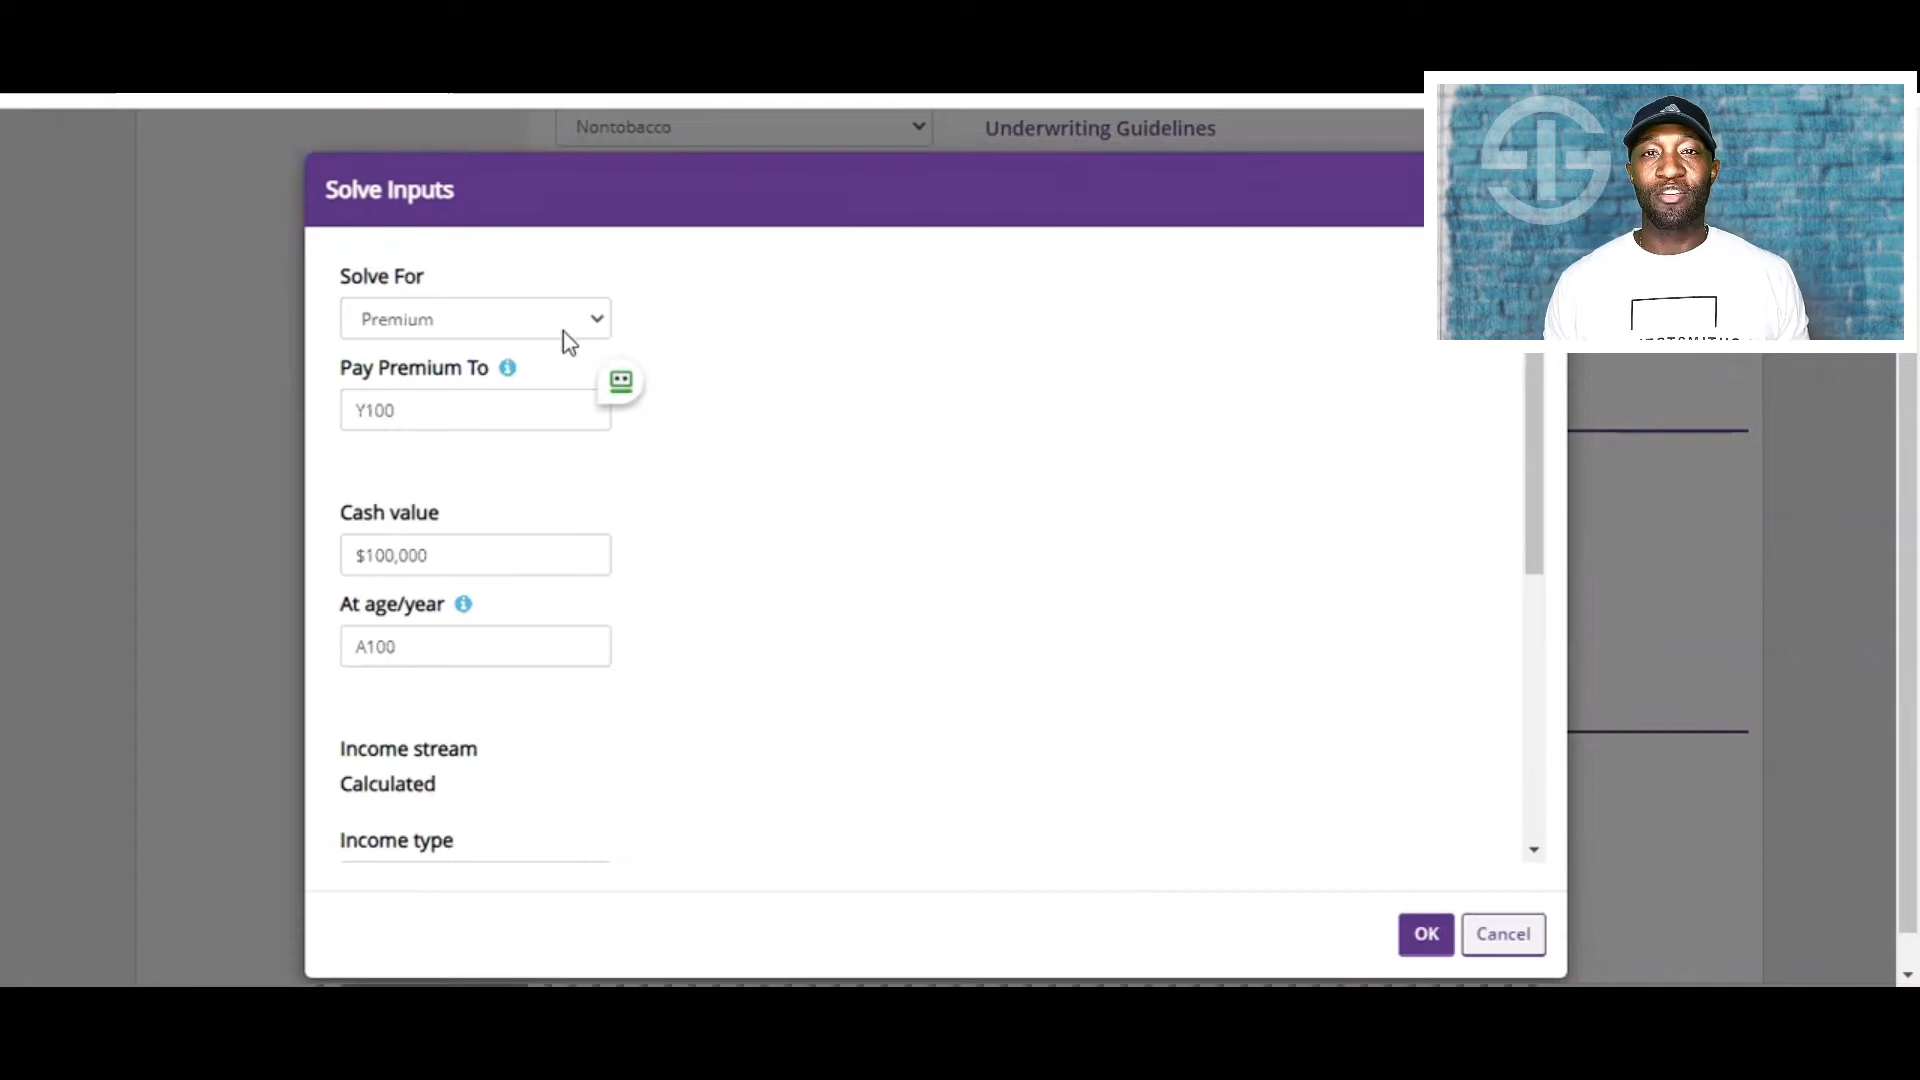 Nontobacco
Underwriting Guidelines
Solve Inputs
Solve For
Premium
Pay Premium To
Y100
Cash value
$100,000
At age/year
A100
Income stream
Calculated
Income type
OK
Cancel